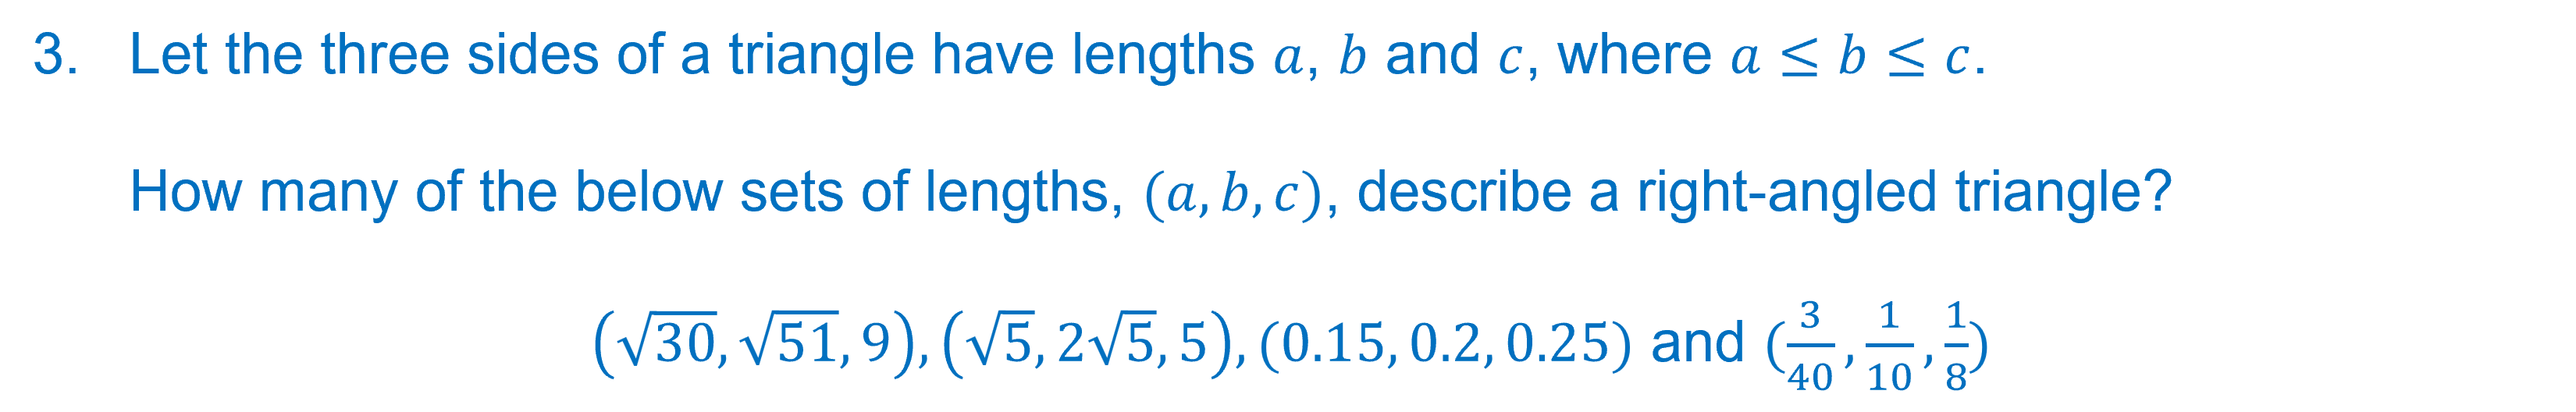 3. Let the three sides of a triangle have lengths a, b and c, where a ≤ b ≤ c.
How many of the below sets of lengths, (a, b, c), describe a right-angled triangle?
(√30, √51, 9), (√5, 2√5, 5), (0.15, 0.2, 0.25) and (3/40, 1/10, 1/8)